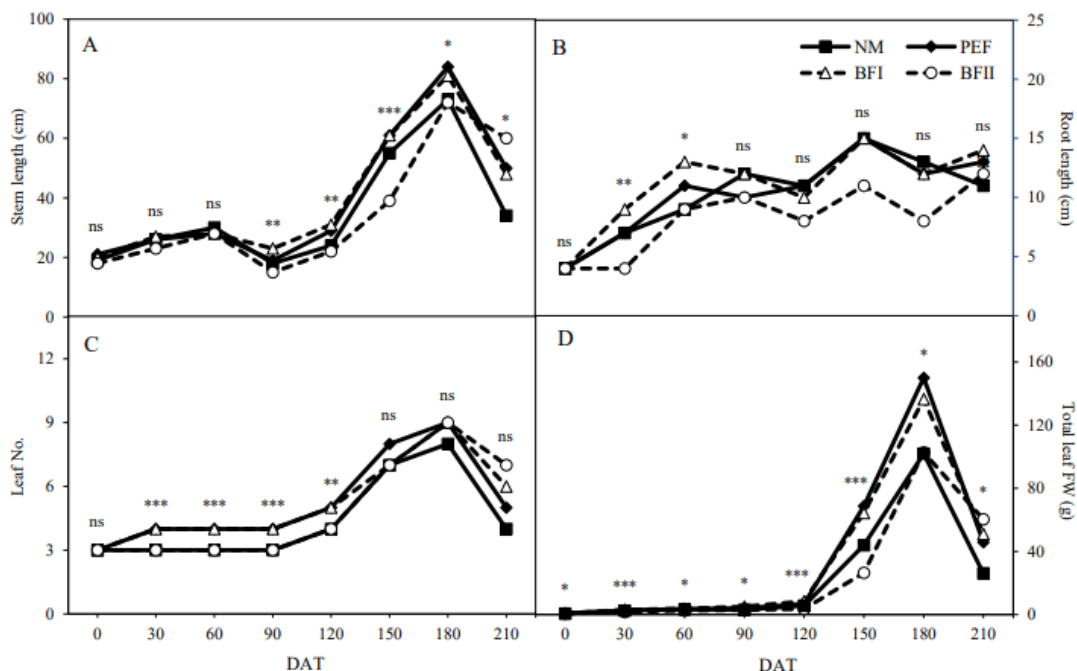 A
Stem length (cm)
100
80
60
40
20
0
ns
ns
ns
**
**
***
*
*
B
NM
PEF
BFI
BFII
Root length (cm)
25
20
15
10
5
0
ns
**
*
ns
ns
ns
ns
ns
C
Leaf No.
12
9
6
3
0
ns
***
***
***
**
ns
ns
ns
0
30
60
90
120
150
180
210
DAT
D
Total leaf FW (g)
160
120
80
40
0
*
***
*
*
***
***
*
*
0
30
60
90
120
150
180
210
DAT